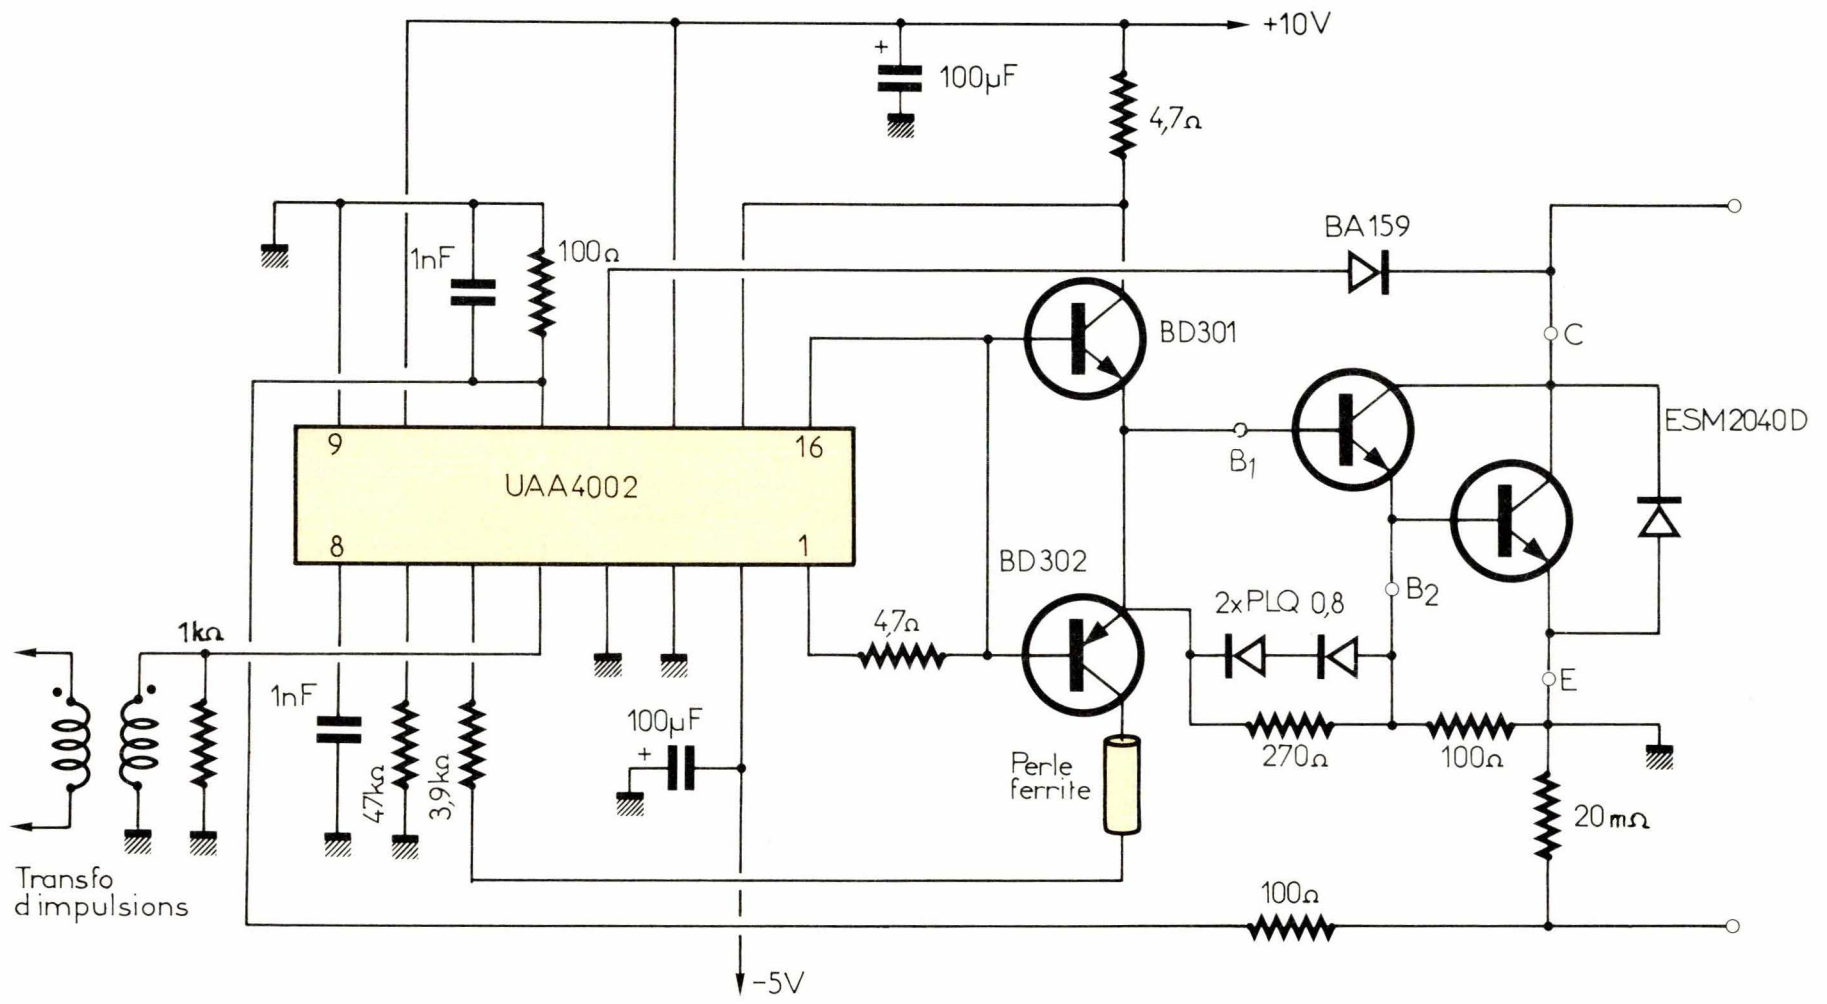 +10V
+
100µF
4,7Ω
BA159
1nF
100Ω
BD301
C
ESM2040D
9
16
UAA4002
B1
8
1
BD302
B2
2xPLQ 0,8
1kΩ
4,7Ω
E
1nF
100µF
+
47kΩ
3,9kΩ
Perle
ferrite
270Ω
100Ω
20mΩ
Transfo
d'impulsions
100Ω
-5V